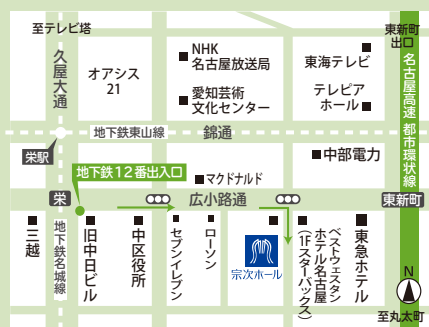 至テレビ塔
東新町
出口
久屋大通
オアシス
21
NHK
名古屋放送局
愛知芸術
文化センター
東海テレビ
テレピア
ホール
名古屋高速 都市環状線
地下鉄東山線
錦通
栄駅
地下鉄12番出入口
中部電力
マクドナルド
栄
広小路通
東新町
三越
地下鉄名城線
旧中日ビル
中区役所
セブンイレブン
ローソン
宗次ホール
ベストウェスタン
ホテル名古屋
(1Fスターバックス)
東急ホテル
N
至丸太町